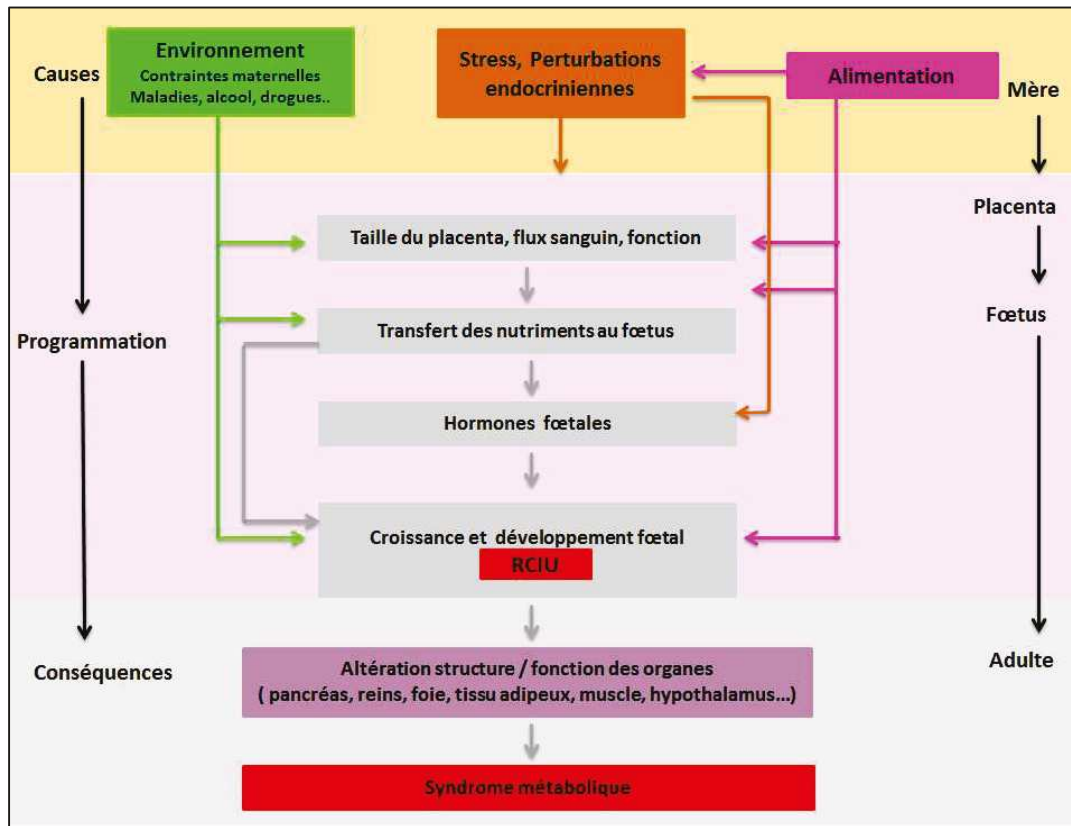 Causes
Environnement
Contraintes maternelles
Maladies, alcool, drogues..
Stress, Perturbations
endocriniennes
Alimentation
Mère
Placenta
Taille du placenta, flux sanguin, fonction
Programmation
Transfert des nutriments au fœtus
Fœtus
Hormones fœtales
Croissance et développement fœtal
RCIU
Conséquences
Altération structure / fonction des organes
( pancréas, reins, foie, tissu adipeux, muscle, hypothalamus...)
Adulte
Syndrome métabolique